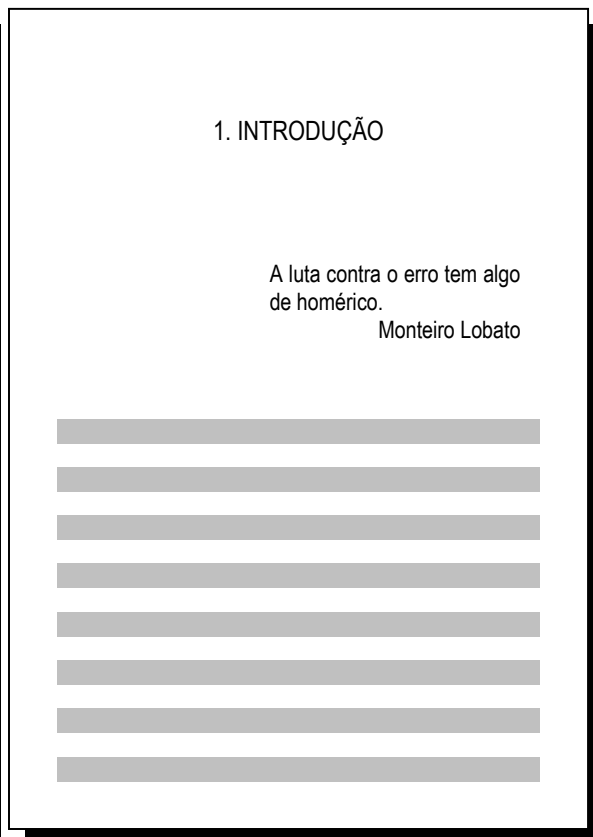 1. INTRODUÇÃO
A luta contra o erro tem algo
de homérico.
Monteiro Lobato